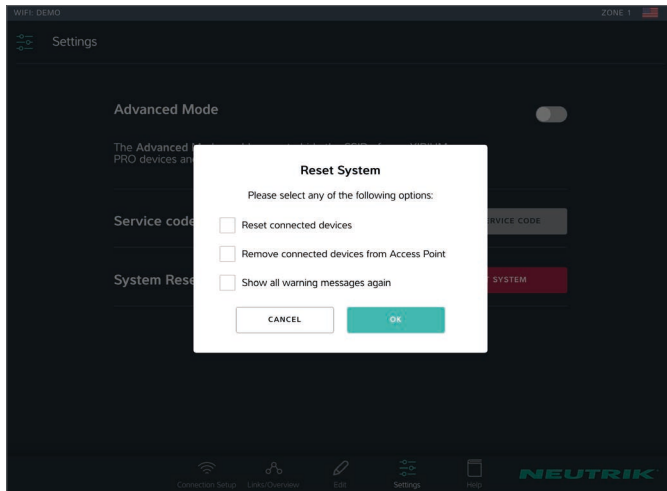 WIFI: DEMO
ZONE 1
Settings
Advanced Mode
The Advanced
PRO devices an
Reset System
Please select any of the following options:
Reset connected devices
Remove connected devices from Access Point
Show all warning messages again
CANCEL
OK
Service code
ERVICE CODE
System Rese
T SYSTEM
Connection Setup
Links/Overview
Edit
Settings
Help
NEUTRIK